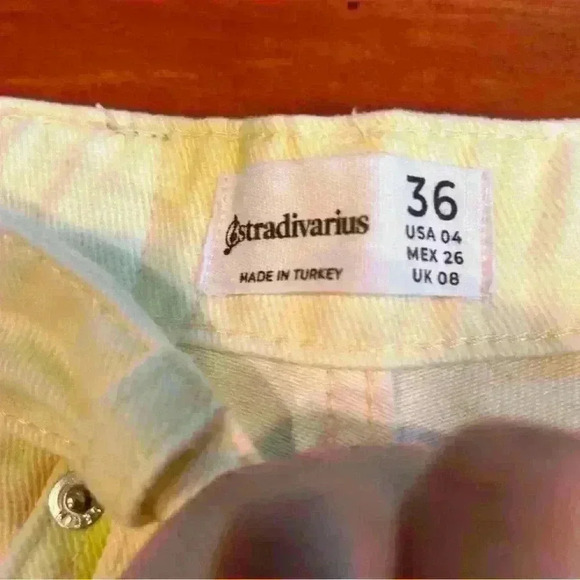 stradivarius
MADE IN TURKEY
36
USA 04
MEX 26
UK 08